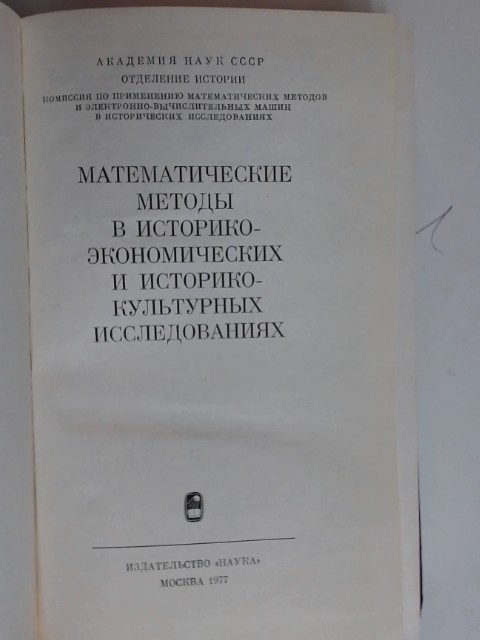 АКАДЕМИЯ НАУК СССР
ОТДЕЛЕНИЕ ИСТОРИИ
КОМИССИЯ ПО ПРИМЕНЕНИЮ МАТЕМАТИЧЕСКИХ МЕТОДОВ
И ЭЛЕКТРОННО-ВЫЧИСЛИТЕЛЬНЫХ МАШИН
В ИСТОРИЧЕСКИХ ИССЛЕДОВАНИЯХ
МАТЕМАТИЧЕСКИЕ
МЕТОДЫ
В ИСТОРИКО-
ЭКОНОМИЧЕСКИХ
И ИСТОРИКО-
КУЛЬТУРНЫХ
ИССЛЕДОВАНИЯХ
ИЗДАТЕЛЬСТВО «НАУКА»
МОСКВА 1977